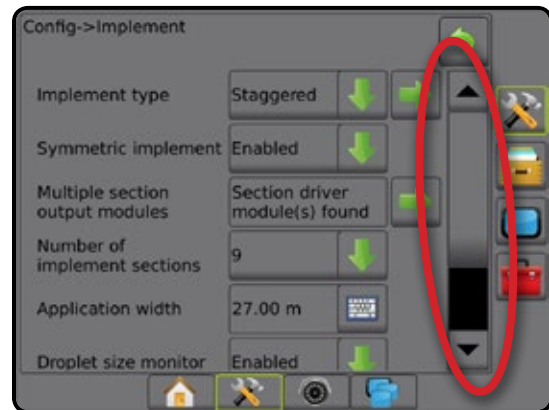 Config->Implement
Implement type Staggered
Symmetric implement Enabled
Multiple section output modules Section driver module(s) found
Number of implement sections 9
Application width 27.00 m
Droplet size monitor Enabled